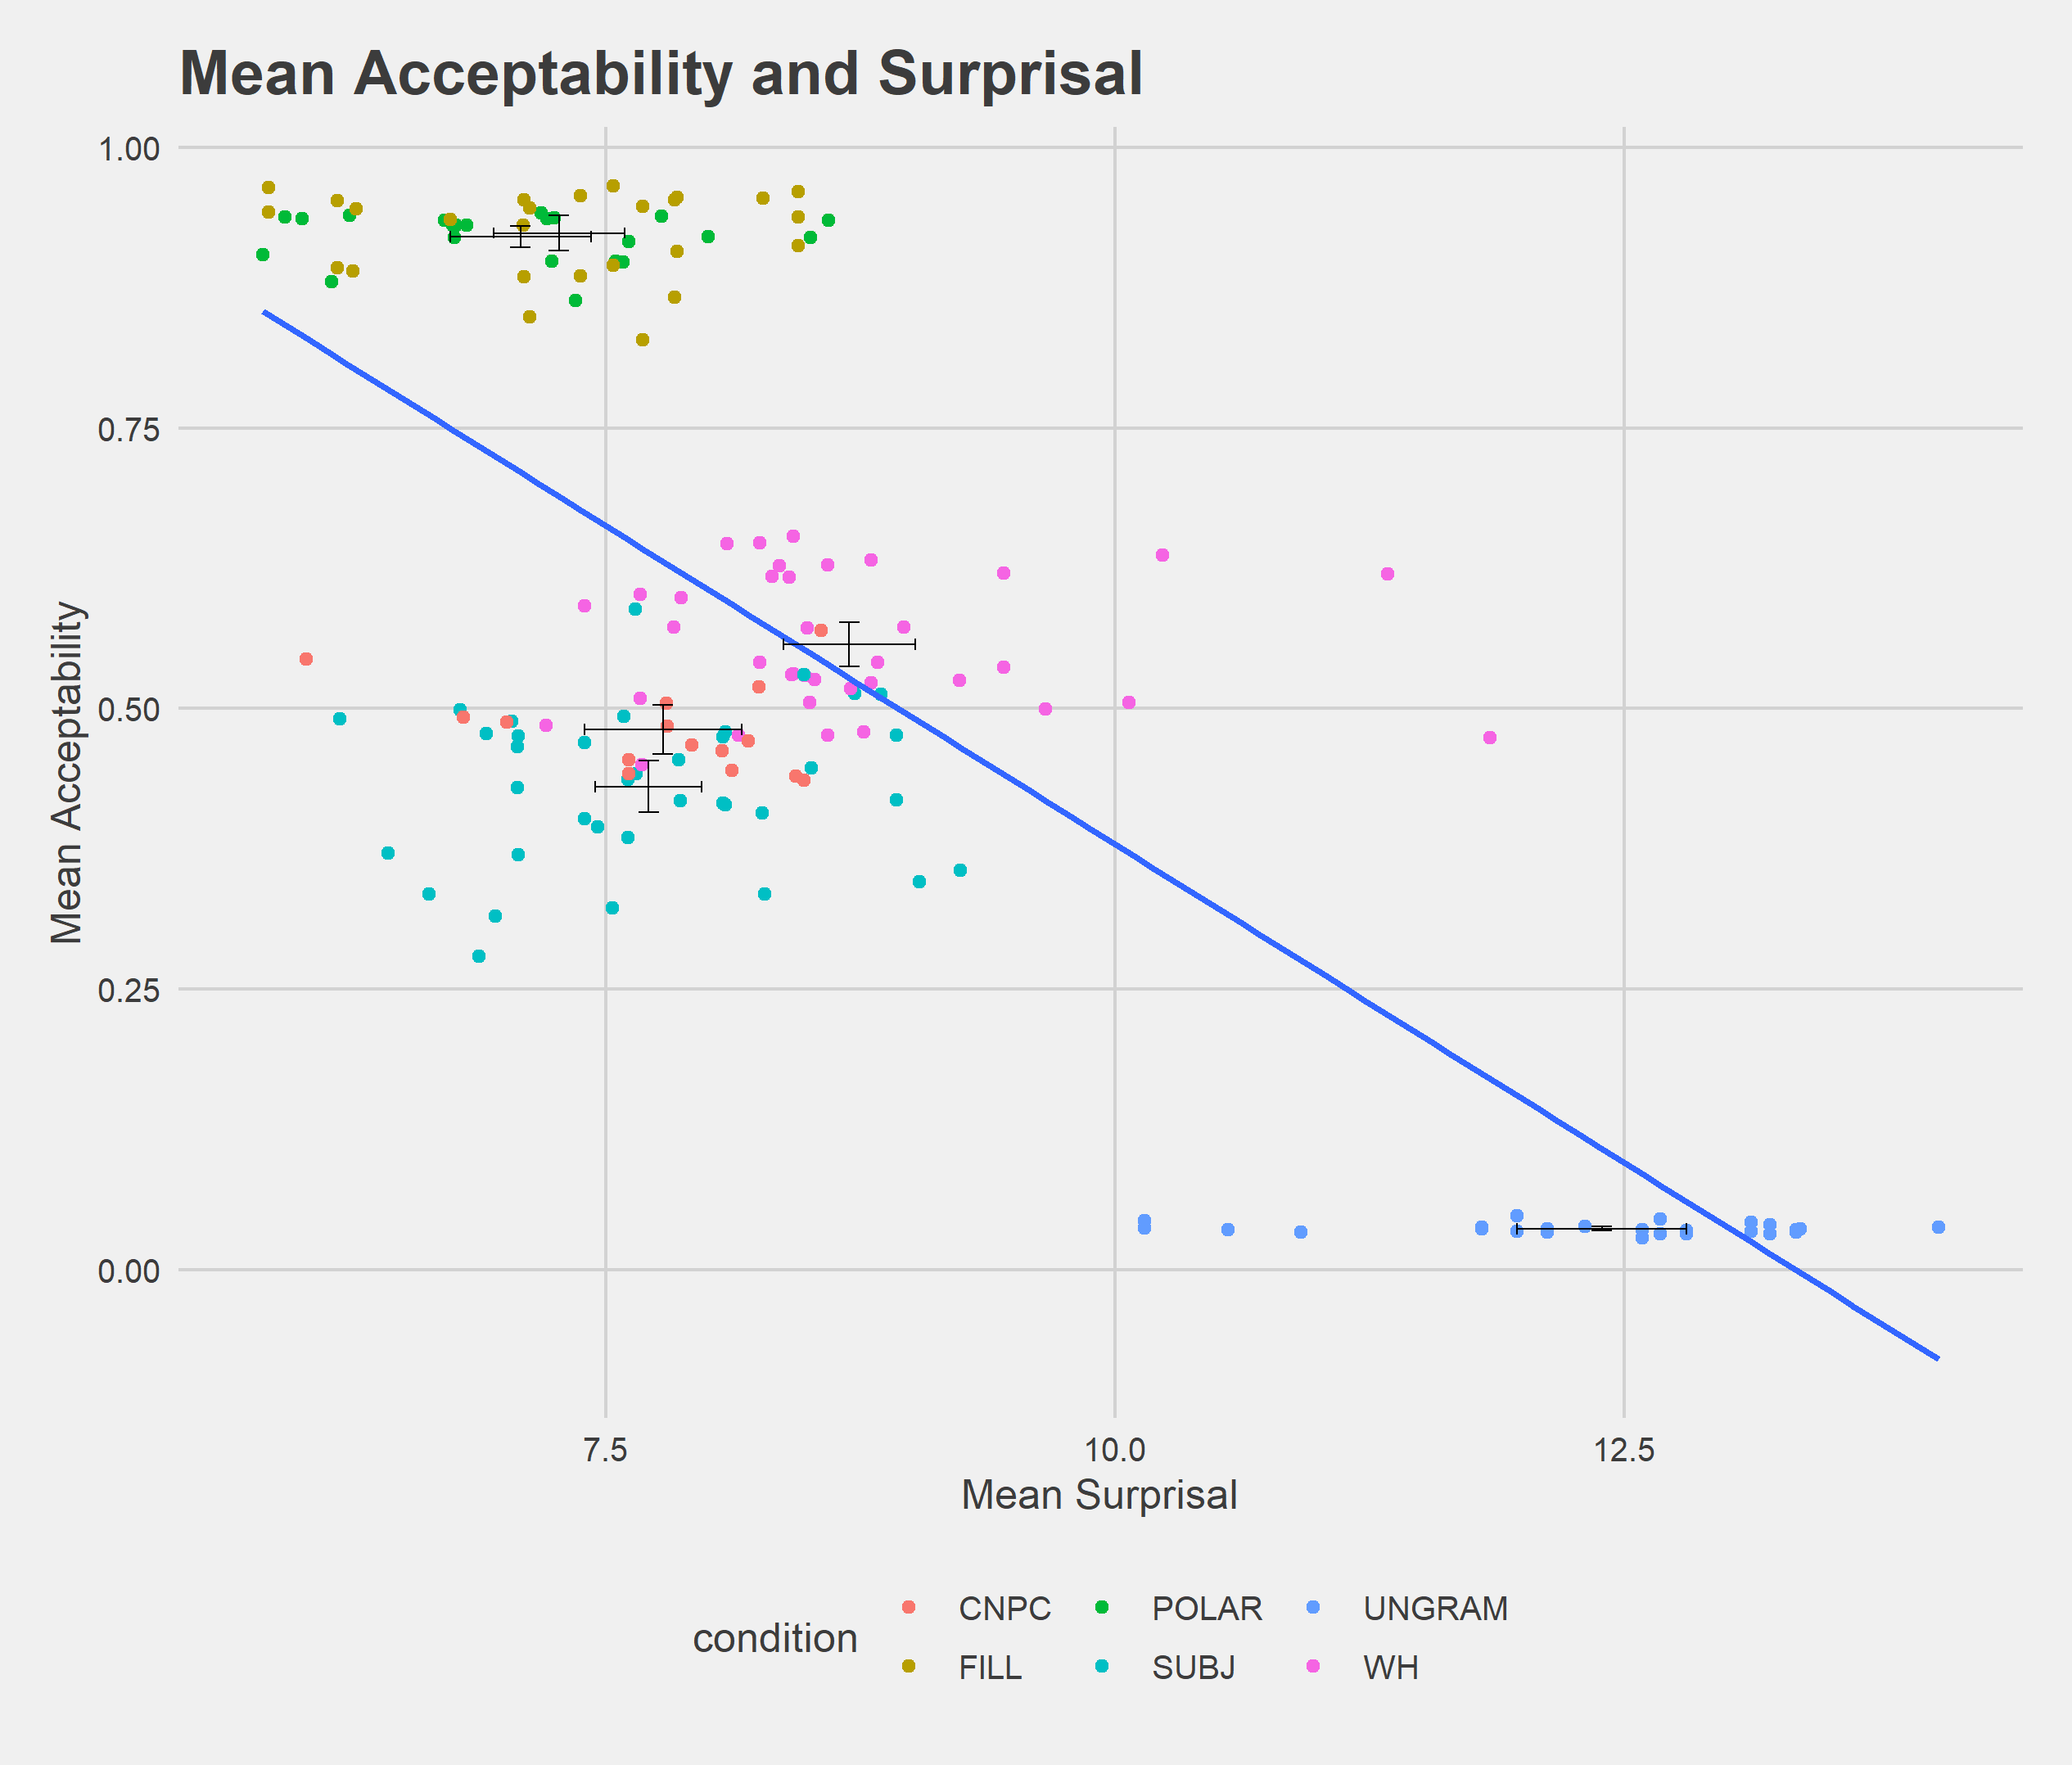 Mean Acceptability and Surprisal
1.00
0.75
0.50
0.25
0.00
Mean Acceptability
7.5 10.0 12.5
Mean Surprisal
condition
CNPC POLAR UNGRAM
FILL SUBJ WH